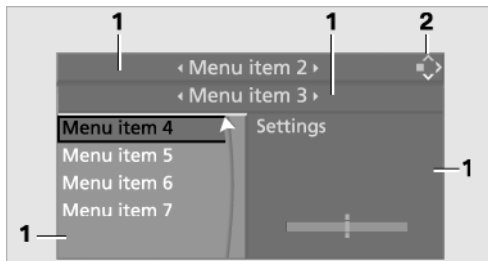 1 1 2
‹ Menu item 2 ›
‹ Menu item 3 ›
Menu item 4 Settings
Menu item 5
1
Menu item 6
Menu item 7
1